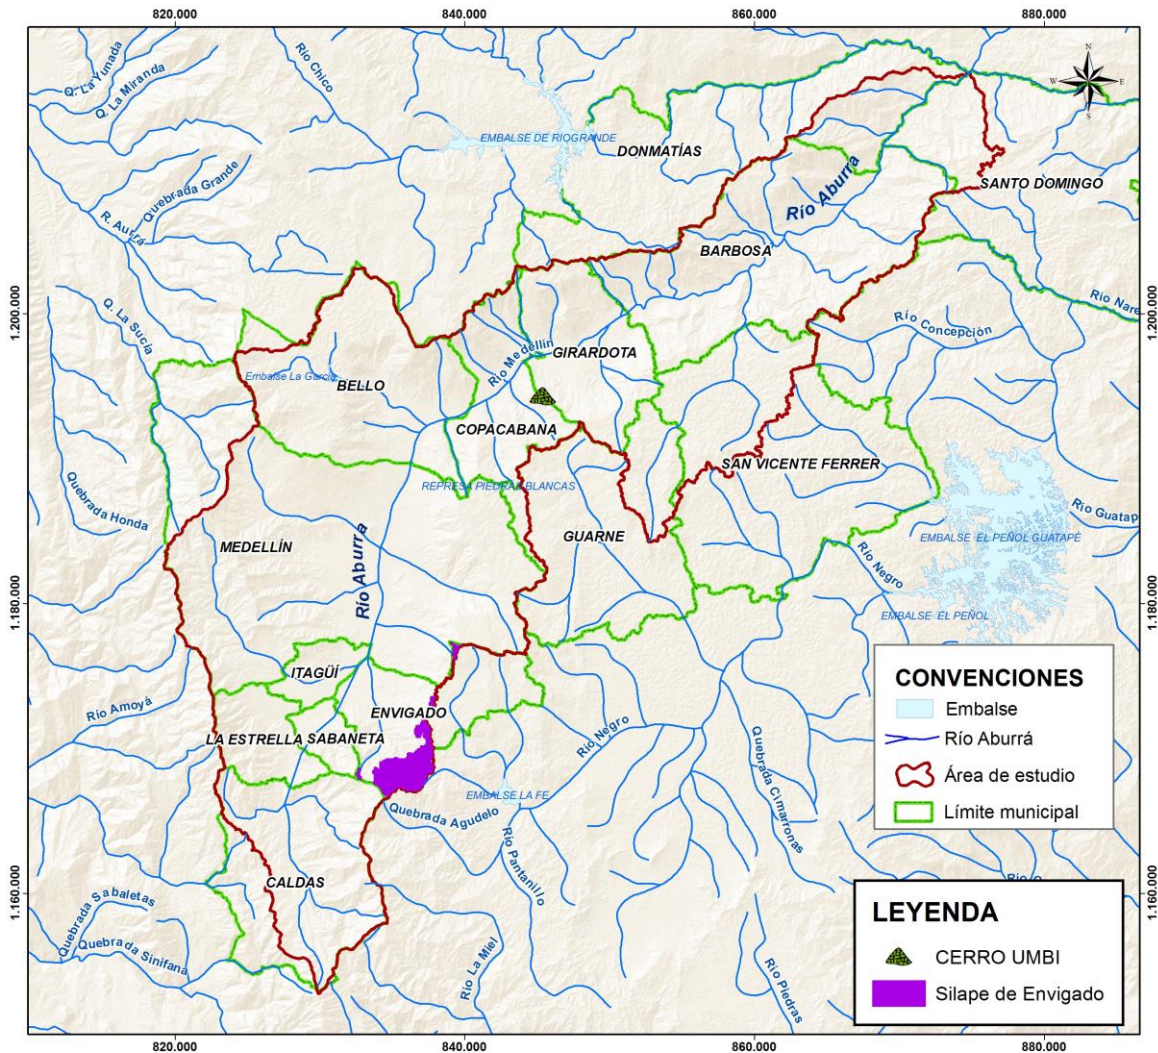 820.000 840.000 860.000 880.000
N
W E
S
Q. La Yunada
Q. La Miranda
Río Chico
EMBALSE DE RIOGRANDE
DONMATÍAS
Río Aburra
SANTO DOMINGO
Quebrada Grande
R. Aurrá
BARBOSA
Q. La Sucia
Río Nare
1.200.000 1.200.000
Río Concepción
Río Medellín
GIRARDOTA
Embalse La Garcia
BELLO
COPACABANA
SAN VICENTE FERRER
REPRESA PIEDRAS BLANCAS
Quebrada Honda
Río Guatap
MEDELLÍN
Río Aburra
GUARNE
EMBALSE EL PEÑOL GUATAPÉ
Río Negro
1.180.000 1.180.000
EMBALSE EL PEÑOL
ITAGÜÍ
Río Amoyá
ENVIGADO
LA ESTRELLA
SABANETA
Río Negro
Quebrada Cimarronas
EMBALSE LA FE
Quebrada Agudelo
Río Pantanillo
CALDAS
1.160.000 1.160.000
Quebrada Sabaletas
Quebrada Sinifana
Río La Miel
Río Piedras
CONVENCIONES
Embalse
Río Aburrá
Área de estudio
Límite municipal
LEYENDA
CERRO UMBI
Silape de Envigado
820.000 840.000 860.000 880.000